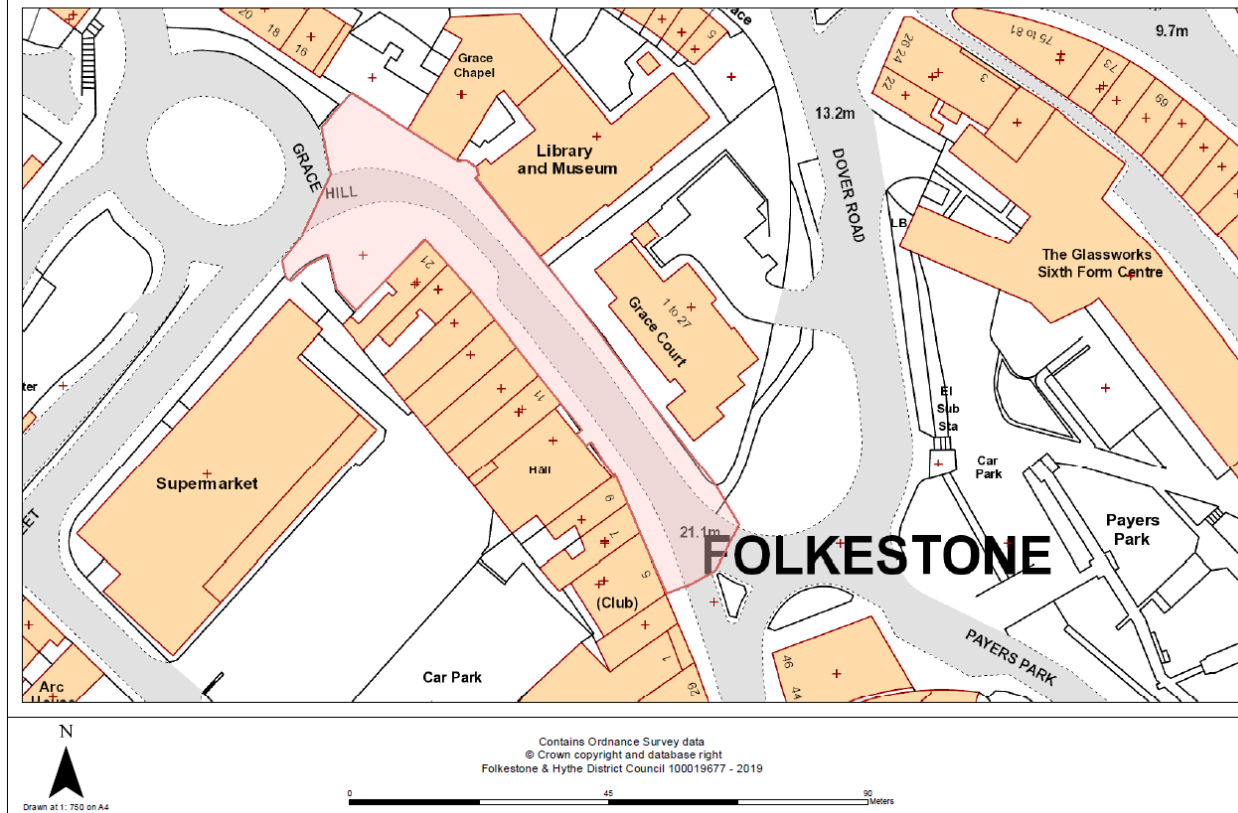 20
18
16
Grace
Chapel
5
26 24
22
3
75 to 81
73
69
9.7m
13.2m
Library
and Museum
GRACE
HILL
DOVER ROAD
LB
The Glassworks
Sixth Form Centre
21
1 to 27
Grace Court
11
El
Sub
Sta
Hall
Car
Park
Supermarket
9
7
5
21.1m
FOLKESTONE
Payers
Park
(Club)
PAYERS PARK
Car Park
1
29
46
44
Arc
N
Drawn at 1: 750 on A4
Contains Ordnance Survey data
© Crown copyright and database right
Folkestone & Hythe District Council 100019677 - 2019
0
45
90
Meters